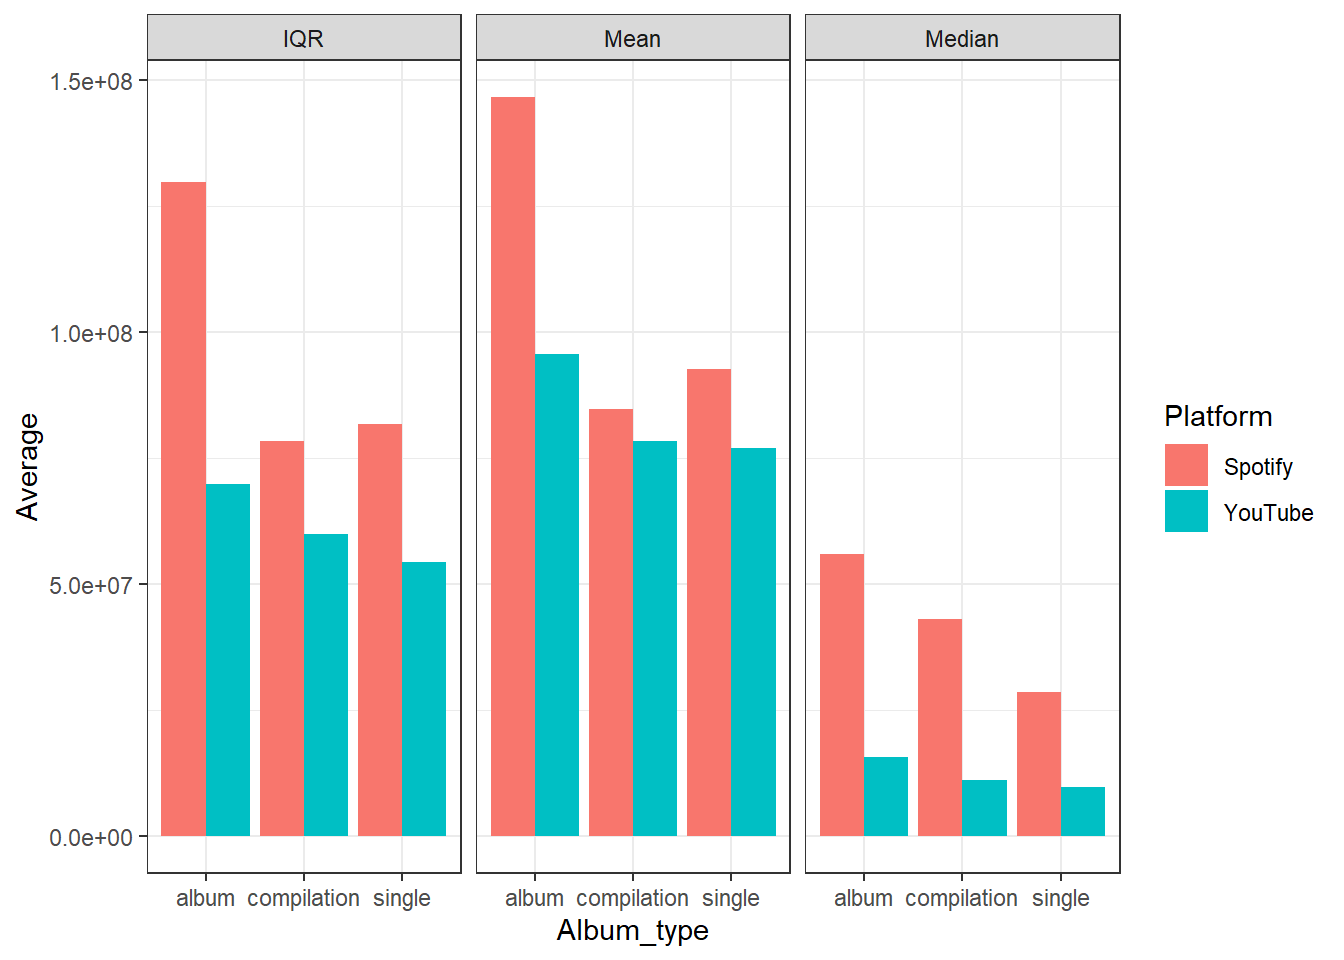 IQR Mean Median
1.5e+08
1.0e+08
5.0e+07
0.0e+00
Average
album compilation single album compilation single album compilation single
Album_type
Platform
Spotify
YouTube